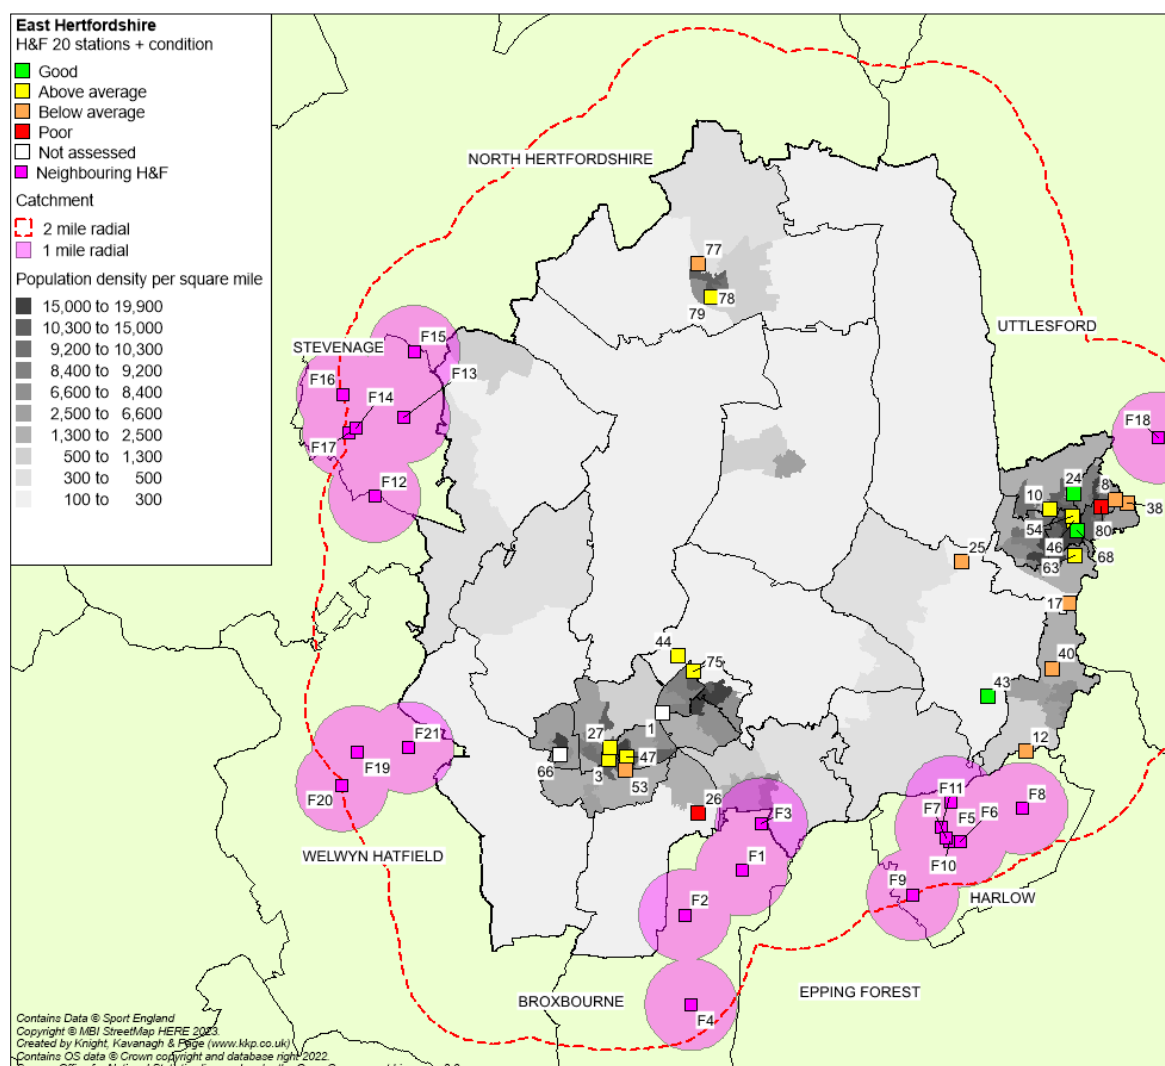 East Hertfordshire
H&F 20 stations + condition
Good
Above average
Below average
Poor
Not assessed
Neighbouring H&F
Catchment
2 mile radial
1 mile radial
Population density per square mile
15,000 to 19,900
10,300 to 15,000
9,200 to 10,300
8,400 to 9,200
6,600 to 8,400
2,500 to 6,600
1,300 to 2,500
500 to 1,300
300 to 500
100 to 300
NORTH HERTFORDSHIRE
77
78
79
UTTLESFORD
STEVENAGE
F15
F13
F16
F14
F17
F12
F18
24
8
10
38
54
80
46
68
63
25
17
44
75
40
43
1
27
12
47
66
3
53
F21
F19
F20
26
F3
F11
F8
F7
F5
F6
F10
F1
WELWYN HATFIELD
F9
HARLOW
F2
EPPING FOREST
BROXBOURNE
F4
Contains Data © Sport England
Copyright © MBI StreetMap HERE 2023.
Created by Knight, Kavanagh & Page (www.kkp.co.uk)
Contains OS data © Crown copyright and database right 2022.